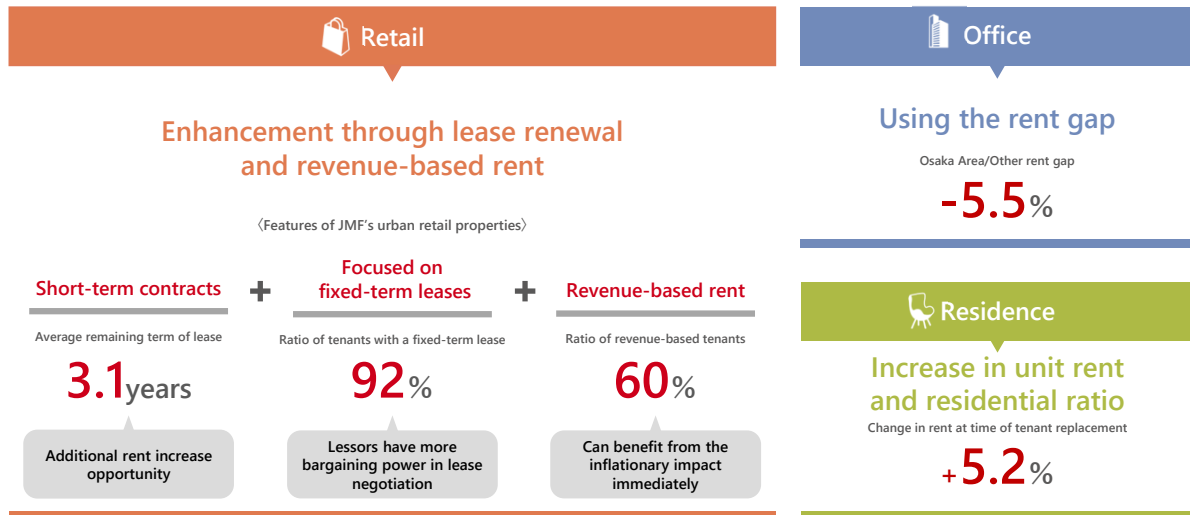 Retail
Enhancement through lease renewal
and revenue-based rent
〈Features of JMF's urban retail properties〉
Short-term contracts
Average remaining term of lease
3.1years
Additional rent increase
opportunity
+
Focused on
fixed-term leases
Ratio of tenants with a fixed-term lease
92%
Lessors have more
bargaining power in lease
negotiation
+
Revenue-based rent
Ratio of revenue-based tenants
60%
Can benefit from the
inflationary impact
immediately
Office
Using the rent gap
Osaka Area/Other rent gap
-5.5%
Residence
Increase in unit rent
and residential ratio
Change in rent at time of tenant replacement
+5.2%